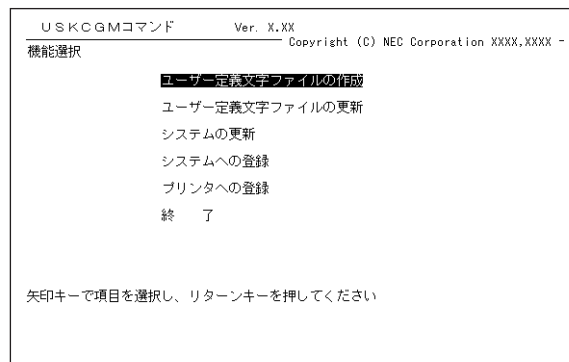 ＵＳＫＣＧＭコマンド　　Ver. X.XX
Copyright (C) NEC Corporation XXXX,XXXX -
機能選択
ユーザー定義文字ファイルの作成
ユーザー定義文字ファイルの更新
システムの更新
システムへの登録
プリンタへの登録
終　了
矢印キーで項目を選択し、リターンキーを押してください